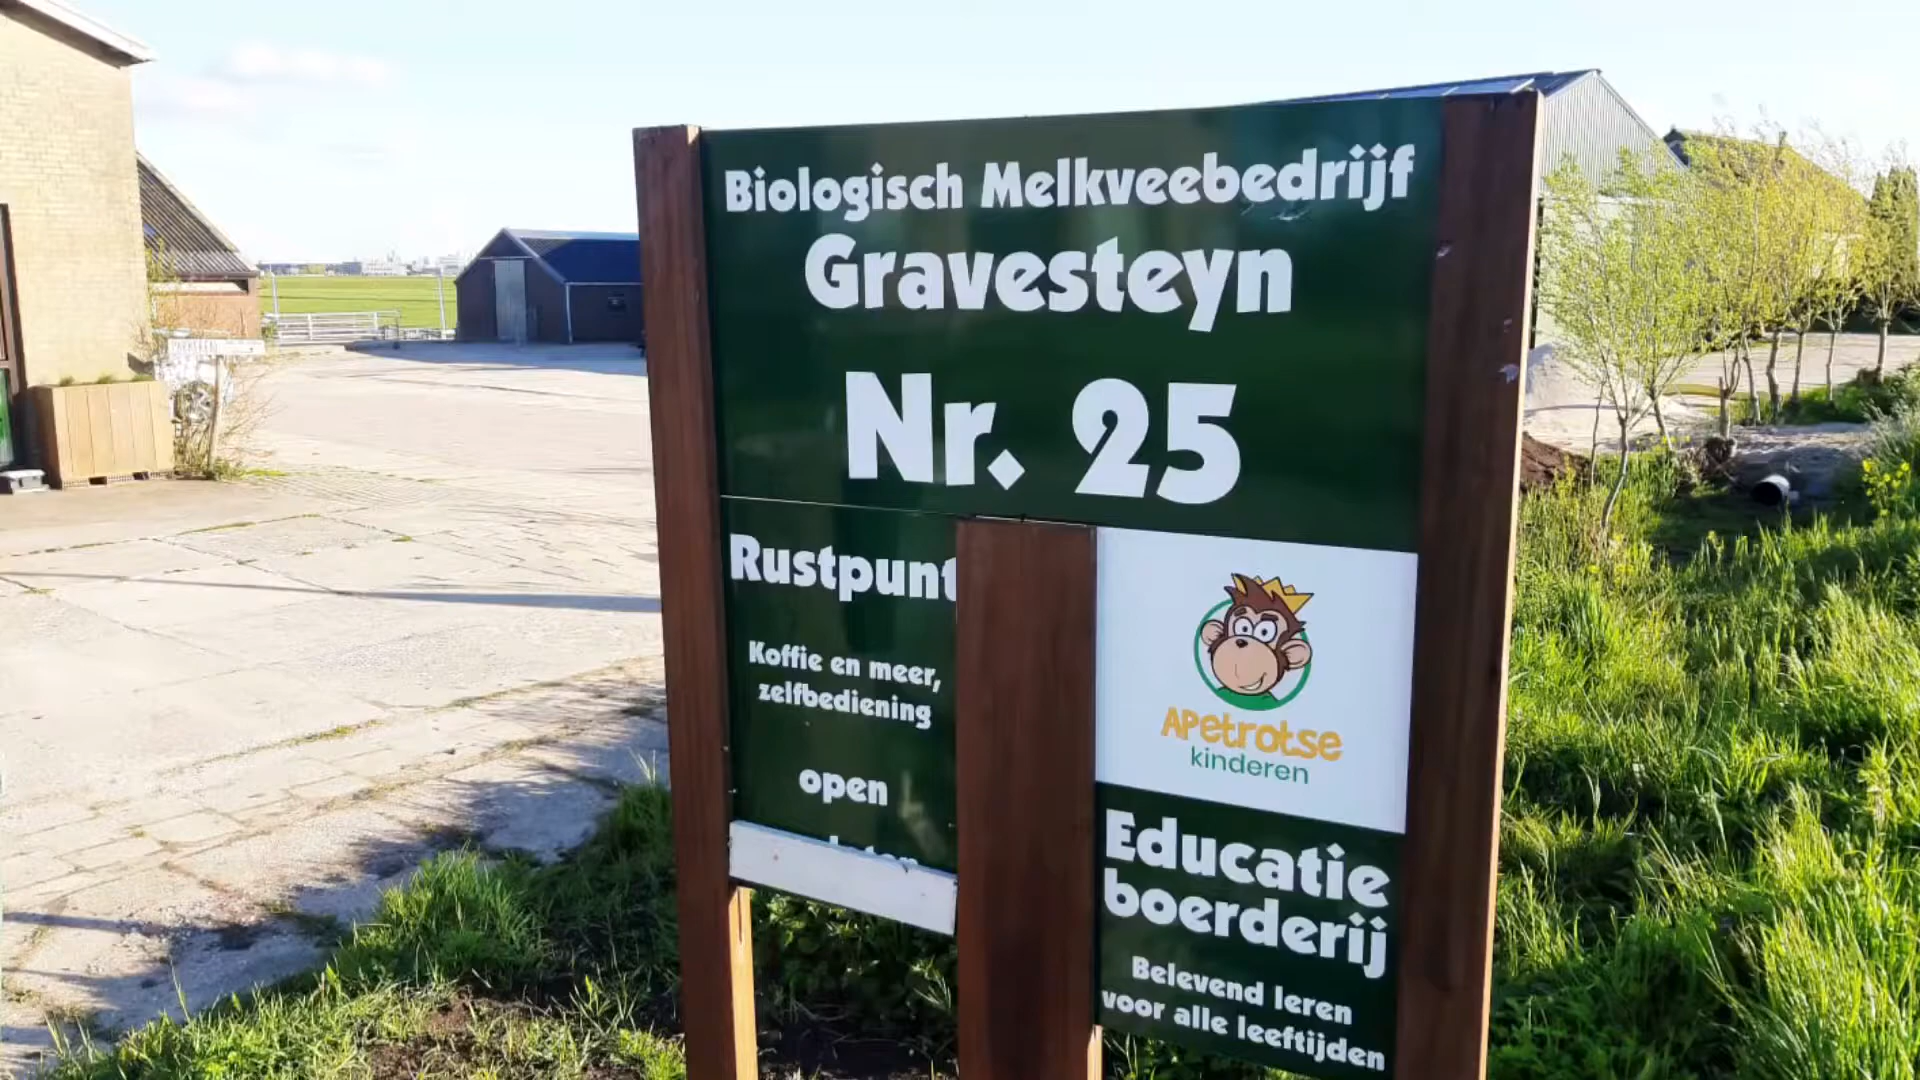 Biologisch Melkveebedrijf
Gravesteyn
Nr. 25
Rustpunt
Koffie en meer,
zelfbediening
open
APetrotse
kinderen
Educatie
boerderij
Belevend leren
voor alle leeftijden